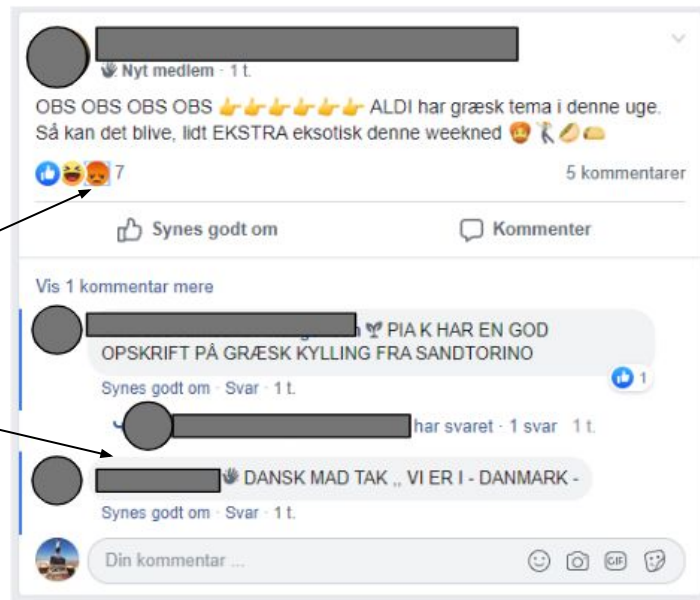 Nyt medlem · 1 t.
OBS OBS OBS OBS 👉👉👉👉👉👉 ALDI har græsk tema i denne uge.
Så kan det blive, lidt EKSTRA eksotisk denne weekned
7
5 kommentarer
Synes godt om
Kommenter
Vis 1 kommentar mere
PIA K HAR EN GOD
OPSKRIFT PÅ GRÆSK KYLLING FRA SANDTORINO
1
Synes godt om · Svar · 1 t.
har svaret · 1 svar 1 t.
DANSK MAD TAK ,, VI ER I - DANMARK -
Synes godt om · Svar · 1 t.
Din kommentar ...
GIF